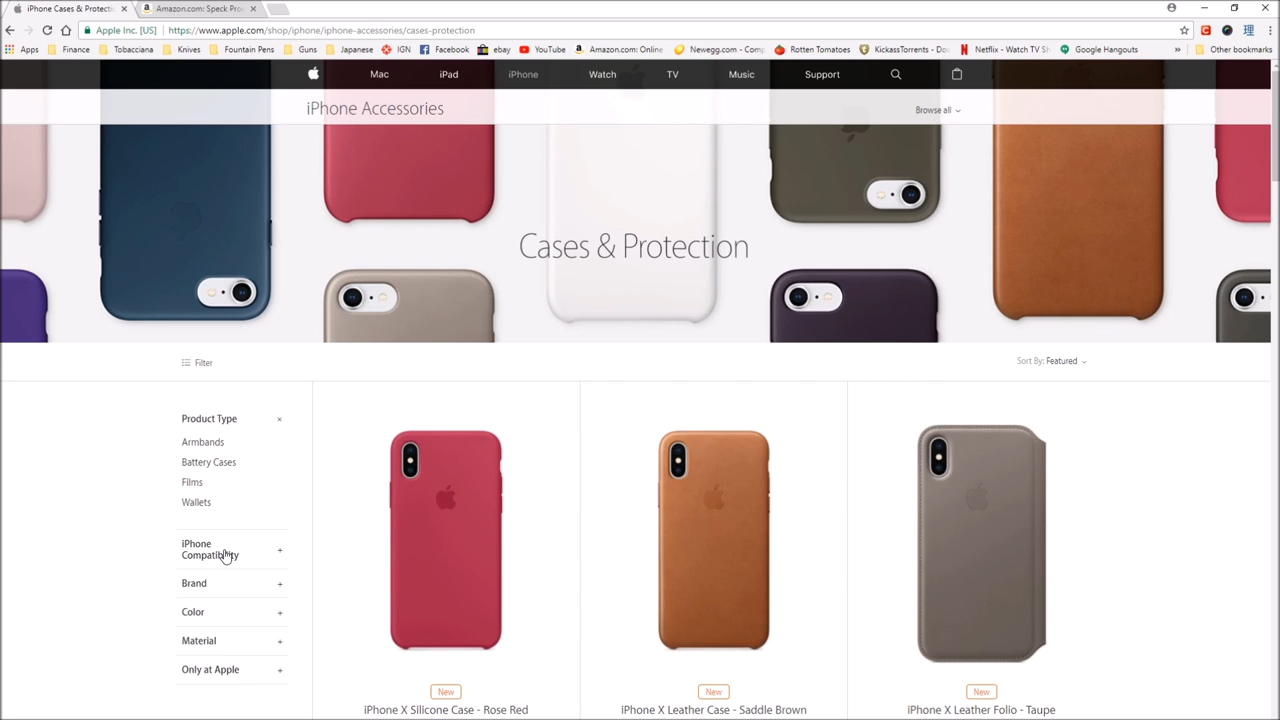 iPhone Cases & Protecti
Amazon.com: Speck Pro
Apple Inc. [US]
https://www.apple.com/shop/iphone/iphone-accessories/cases-protection
Apps
Finance
Tobacciana
Knives
Fountain Pens
Guns
Japanese
IGN
Facebook
ebay
YouTube
Amazon.com: Online
Newegg.com - Comp
Rotten Tomatoes
KickassTorrents - Do
Netflix - Watch TV Sh
Google Hangouts
»
Other bookmarks
C
理
Mac
iPad
iPhone
Watch
TV
Music
Support
iPhone Accessories
Browse all
Cases & Protection
Filter
Sort By: Featured
Product Type
Armbands
Battery Cases
Films
Wallets
iPhone
Compatibility
Brand
Color
Material
Only at Apple
New
New
New
iPhone X Silicone Case - Rose Red
iPhone X Leather Case - Saddle Brown
iPhone X Leather Folio - Taupe